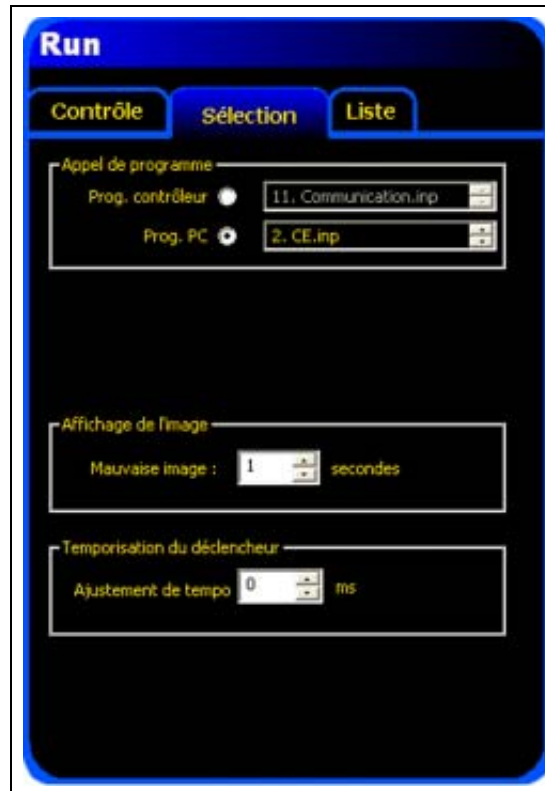 Run
Contrôle Sélection Liste
Appel de programme
Prog. contrôleur 11. Communication.inp
Prog. PC 2. CE.inp
Affichage de l'image
Mauvaise image : 1 secondes
Temporisation du déclencheur
Ajustement de tempo 0 ms